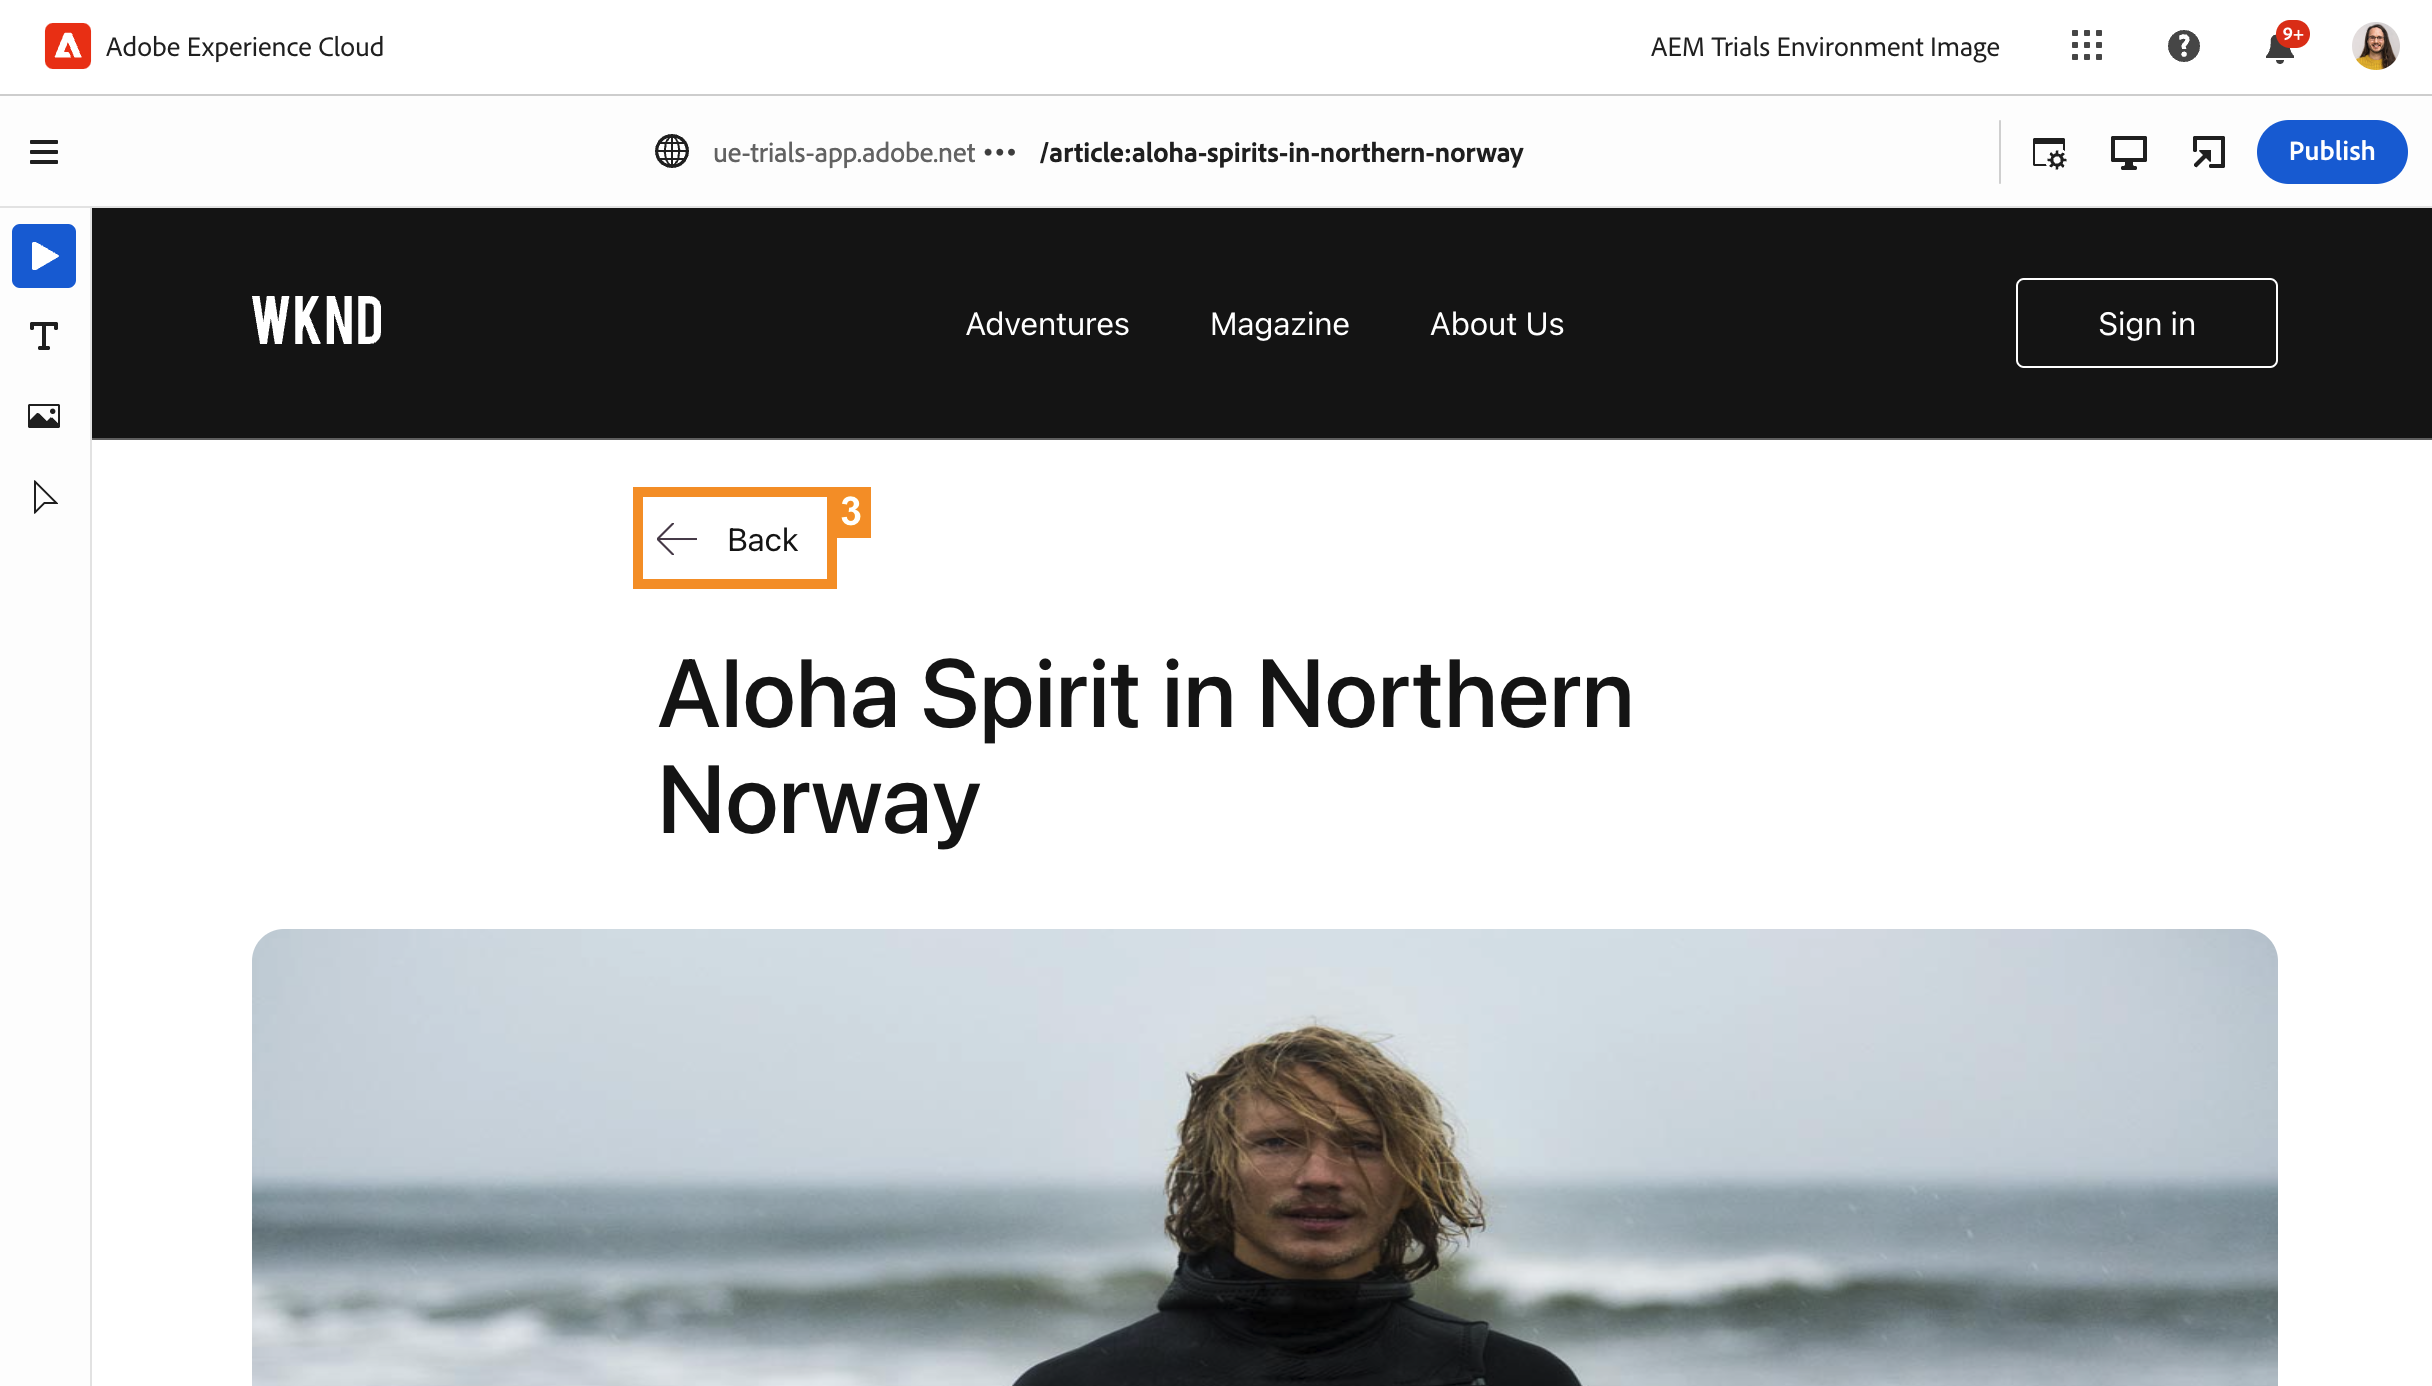 Adobe Experience Cloud
AEM Trials Environment Image
9+
ue-trials-app.adobe.net ••• /article:aloha-spirits-in-northern-norway
Publish
WKND
Adventures
Magazine
About Us
Sign in
3
Back
Aloha Spirit in Northern
Norway